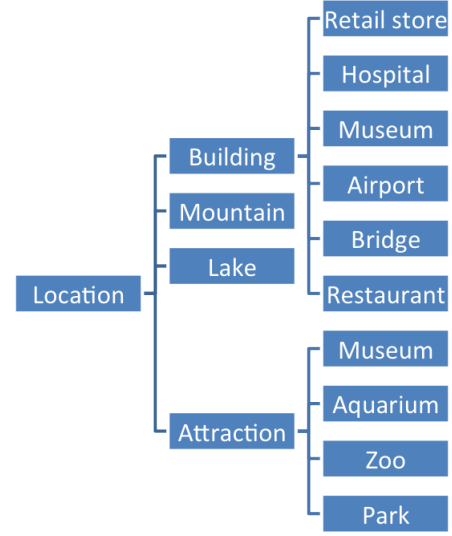 Retail store
Hospital
Museum
Building
Airport
Mountain
Bridge
Lake
Location
Restaurant
Museum
Aquarium
Attraction
Zoo
Park